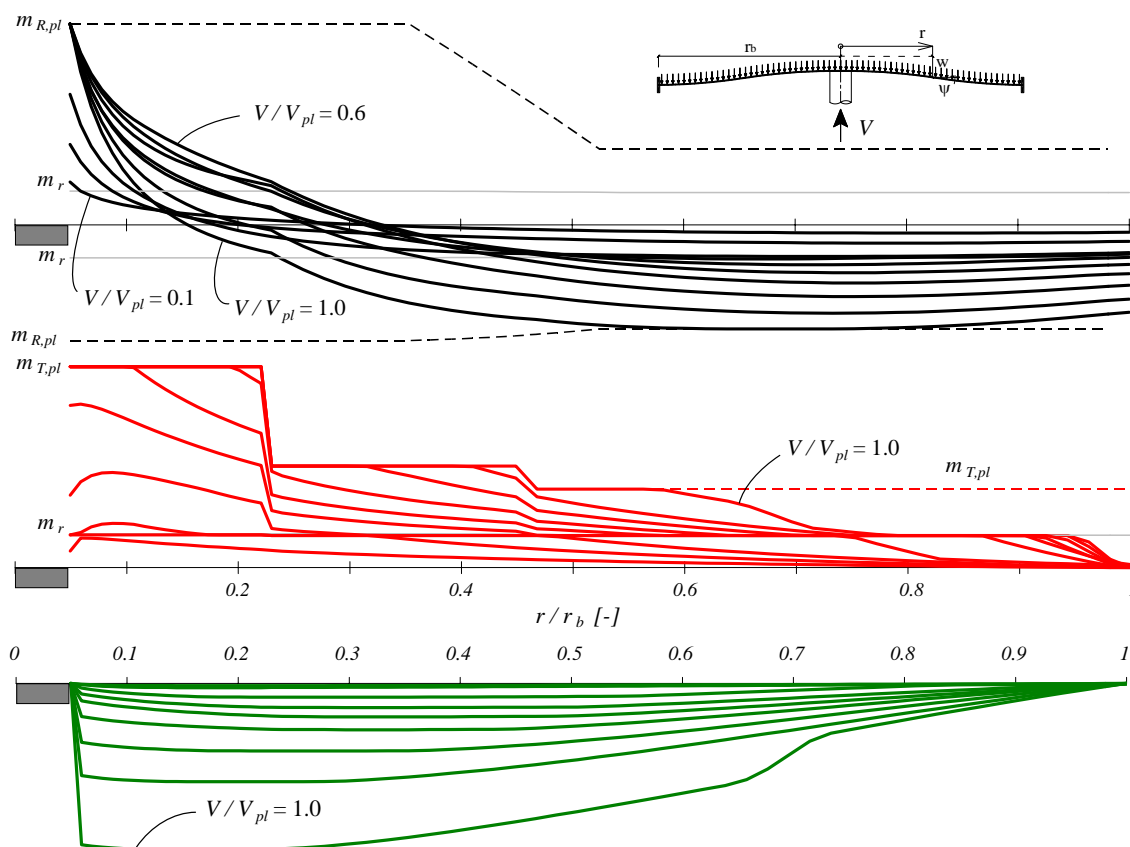 m R,pl
r
r b
w
ψ
V / V pl = 0.6
V
m r
m r
V / V pl = 0.1
V / V pl = 1.0
m R,pl
m T,pl
V / V pl = 1.0
m T,pl
m r
0.2
0.4
0.6
0.8
r / r b [-]
0 0.1 0.2 0.3 0.4 0.5 0.6 0.7 0.8 0.9 1
V / V pl = 1.0